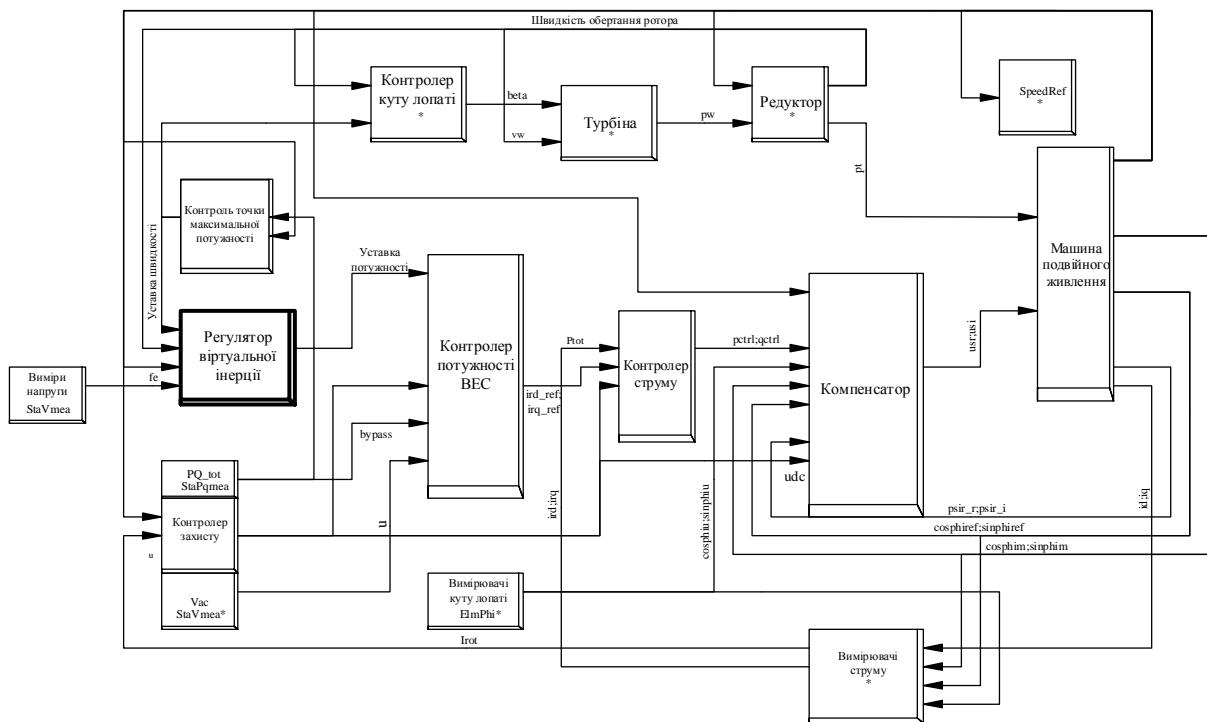 Швидкість обертання ротора
Контролер
куту лопаті
*
beta
vw
Турбіна
*
pw
Редуктор
*
SpeedRef
*
pt
Контроль точки
максимальної
потужності
Уставка швидкості
Уставка
потужності
Машина
подвійного
живлення
Регулятор
віртуальної
інерції
Контролер
потужності
ВЕС
Ptot
Контролер
струму
pctrl;qctrl
Компенсатор
usr;usi
Виміри
напруги
StaVmea
fe
ird_ref;
irq_ref
bypass
PQ_tot
StaPqmea
Контролер
захисту
u
Vac
StaVmea*
u
ird;irq
cosphiu;sinphiu
udc
psir_r;psir_i
cosphiref;sinphiref
cosphim;sinphim
id;iq
Вимірювачі
куту лопаті
ElmPhi*
Irot
Вимірювачі
струму
*